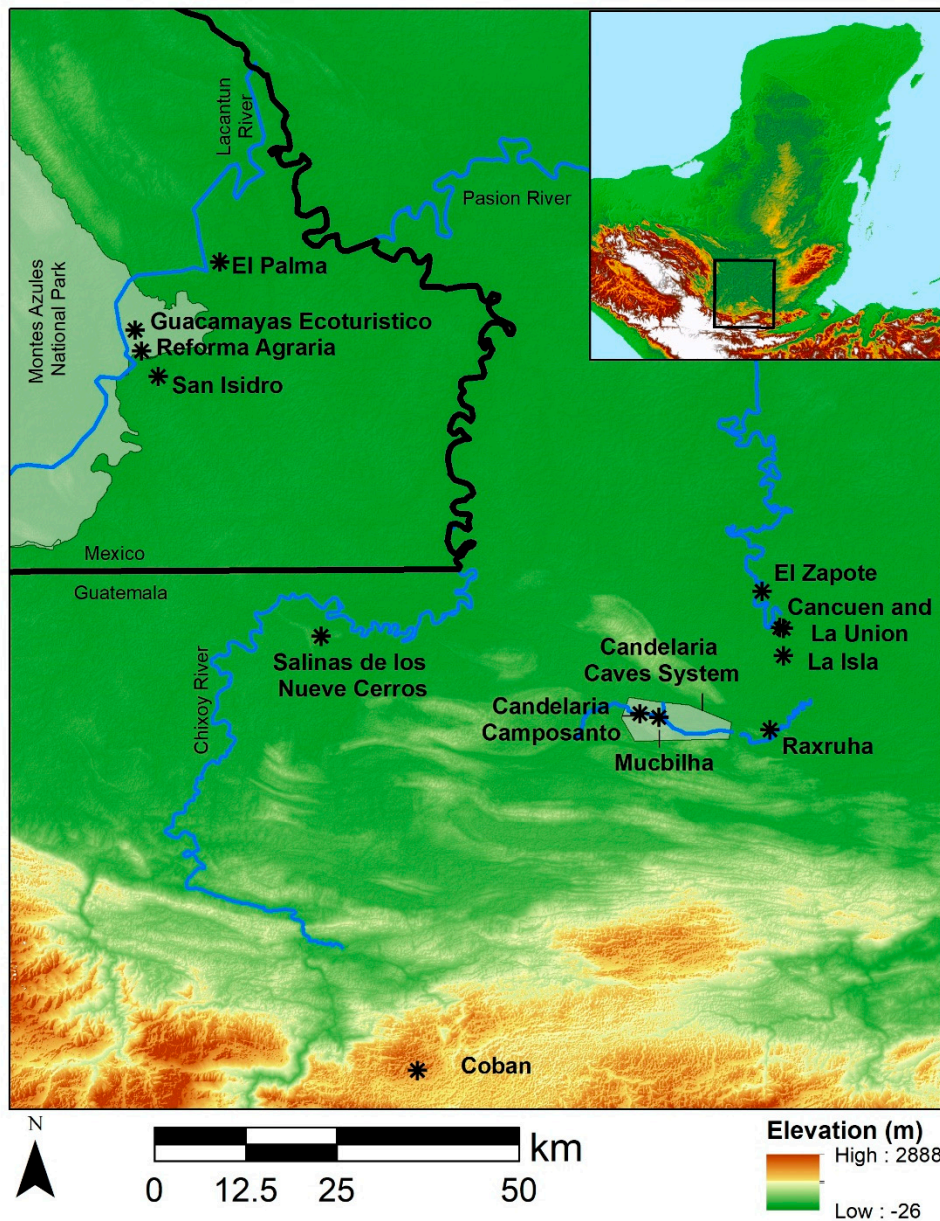 Lacantun
River
Pasion River
El Palma
Montes Azules
National Park
Guacamayas Ecoturistico
Reforma Agraria
San Isidro
Mexico
Guatemala
El Zapote
Cancuen and
La Union
La Isla
Candelaria
Caves System
Salinas de los
Nueve Cerros
Chixoy River
Candelaria
Camposanto
Mucbilha
Raxruha
Coban
N
0 12.5 25 50
km
Elevation (m)
High : 2888
Low : -26